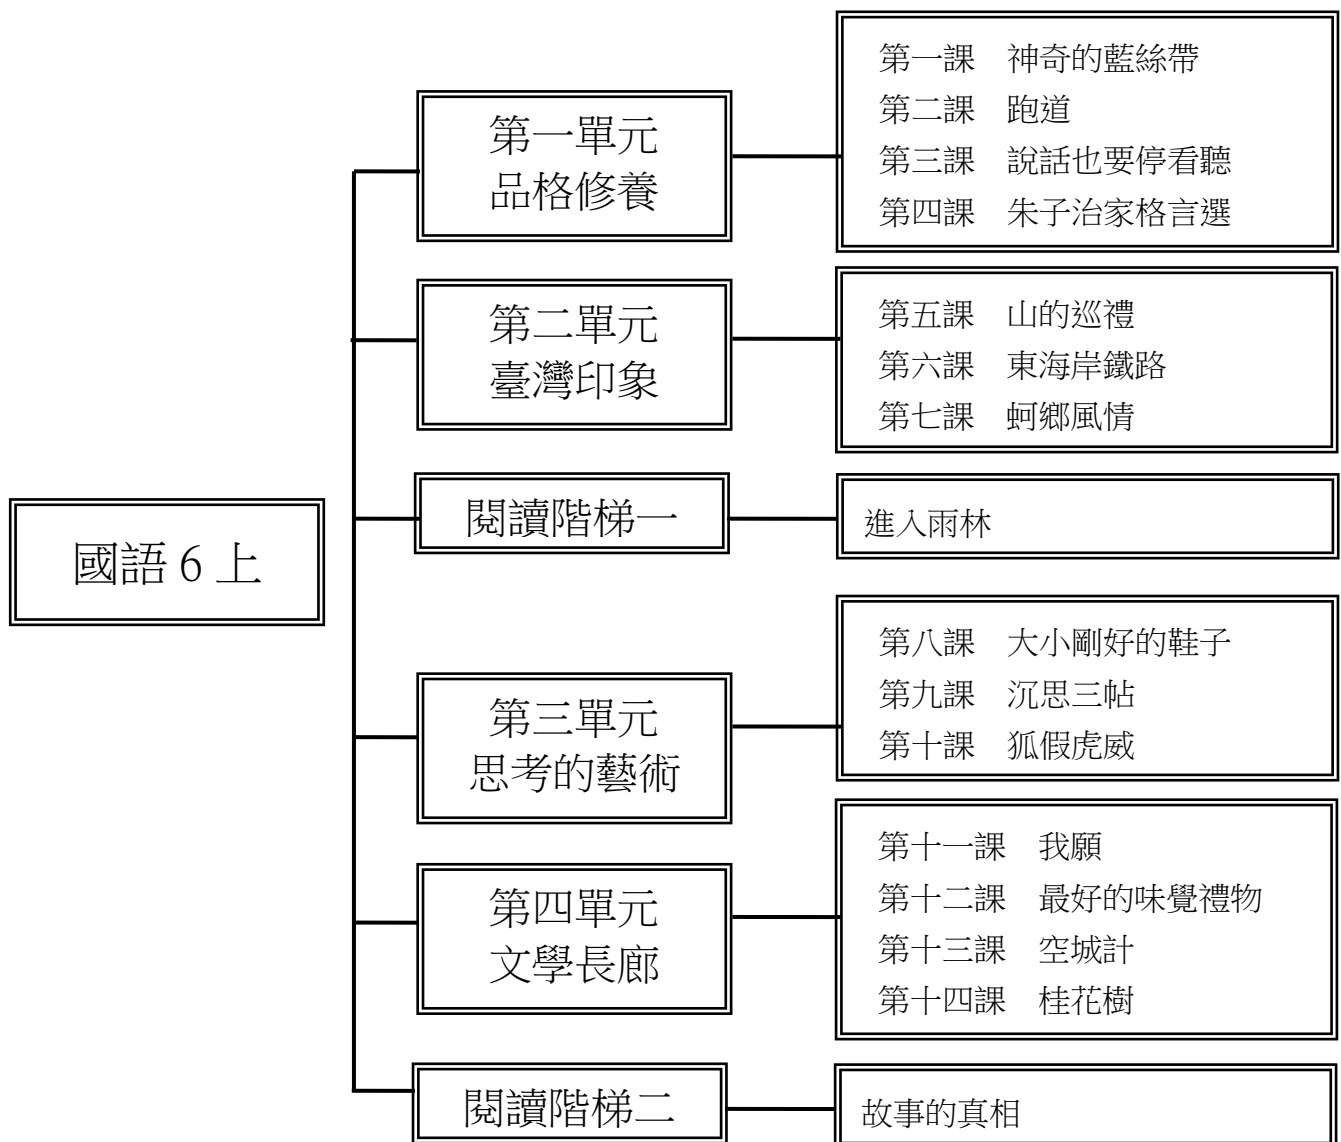 國語 6 上
第一單元
品格修養
第一課　神奇的藍絲帶
第二課　跑道
第三課　說話也要停看聽
第四課　朱子治家格言選
第二單元
臺灣印象
第五課　山的巡禮
第六課　東海岸鐵路
第七課　蚵鄉風情
閱讀階梯一
進入雨林
第三單元
思考的藝術
第八課　大小剛好的鞋子
第九課　沉思三帖
第十課　狐假虎威
第四單元
文學長廊
第十一課　我願
第十二課　最好的味覺禮物
第十三課　空城計
第十四課　桂花樹
閱讀階梯二
故事的真相